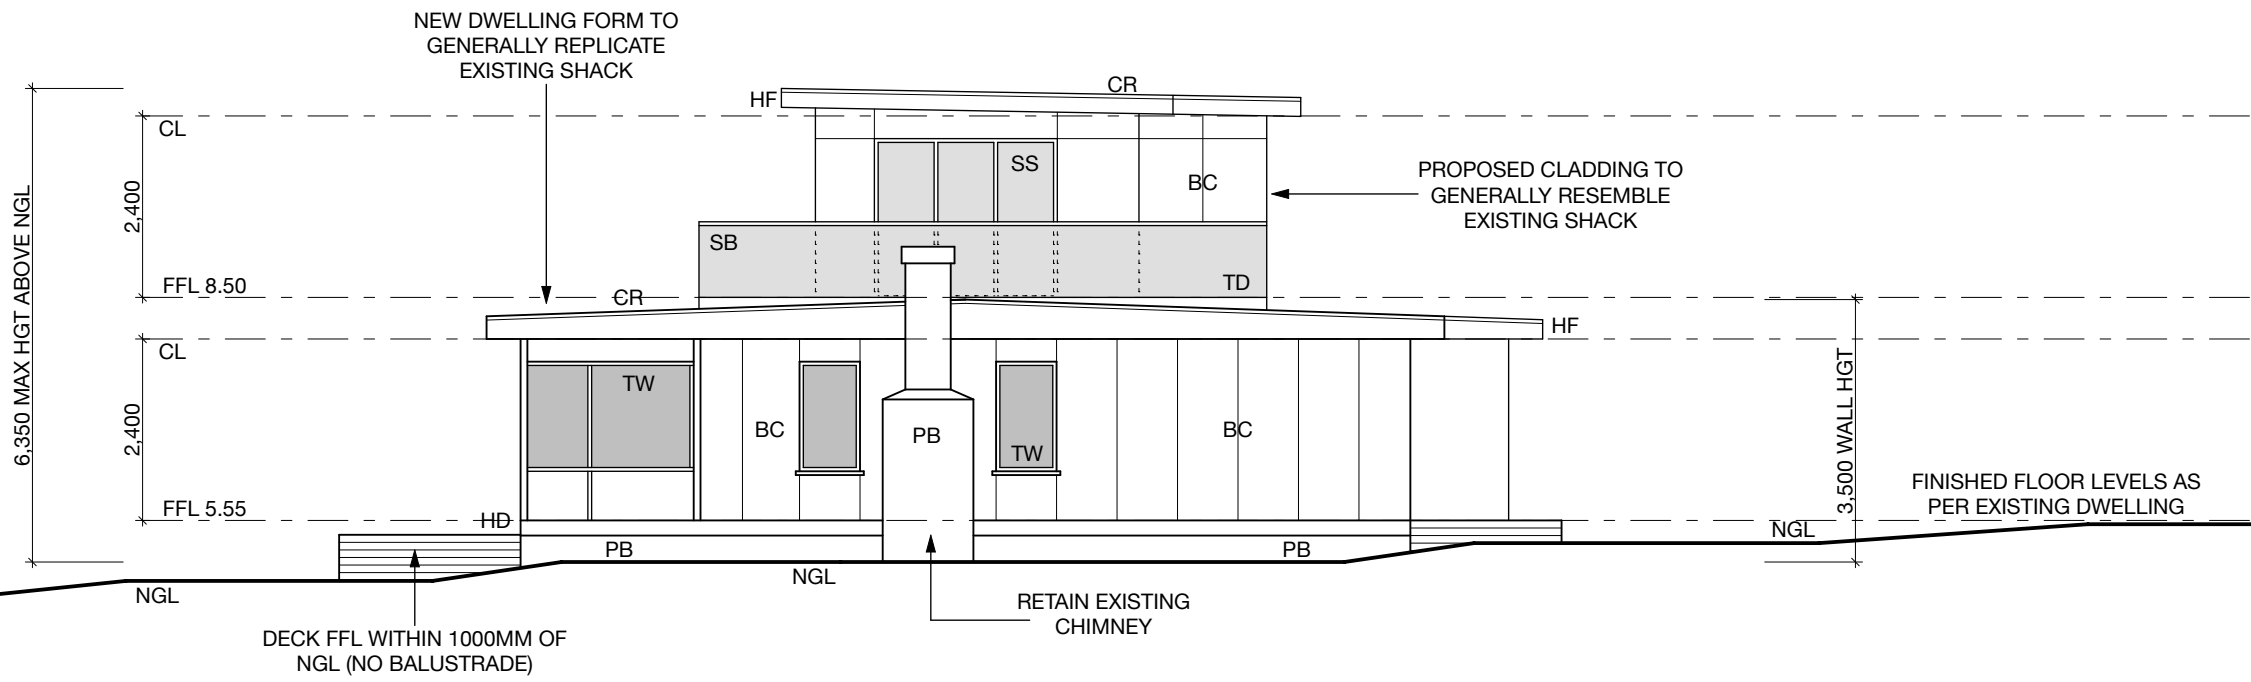 NEW DWELLING FORM TO
GENERALLY REPLICATE
EXISTING SHACK
CR
HF
CL
SS
BC
PROPOSED CLADDING TO
GENERALLY RESEMBLE
EXISTING SHACK
6,350 MAX HGT ABOVE NGL
2,400
SB
FFL 8.50
TD
CR
HF
CL
TW
2,400
BC
PB
BC
TW
3,500 WALL HGT
FINISHED FLOOR LEVELS AS
PER EXISTING DWELLING
FFL 5.55
HD
NGL
PB
PB
NGL
NGL
RETAIN EXISTING
CHIMNEY
DECK FFL WITHIN 1000MM OF
NGL (NO BALUSTRADE)